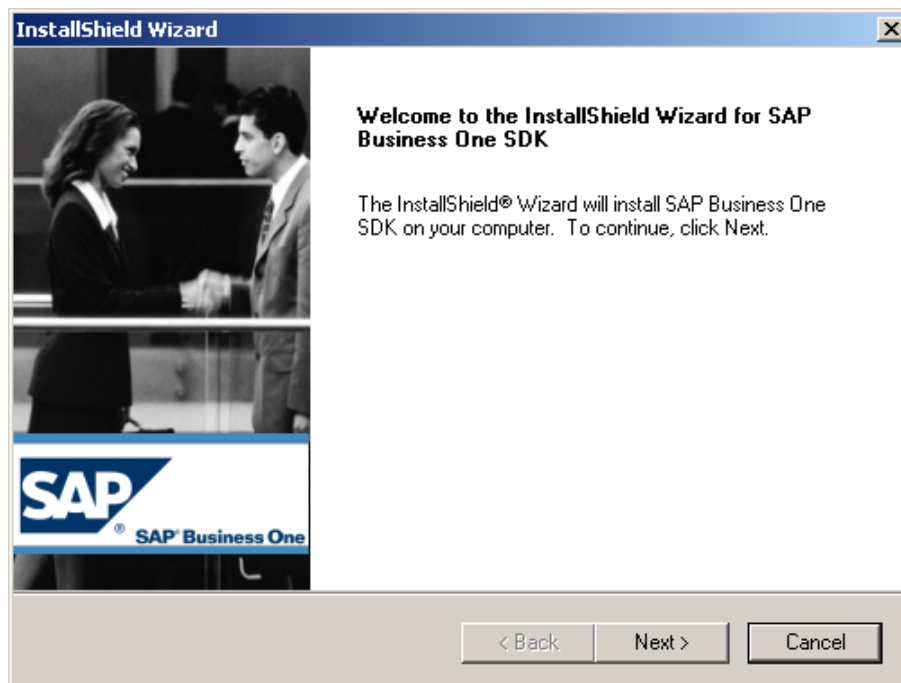 InstallShield Wizard
Welcome to the InstallShield Wizard for SAP
Business One SDK
The InstallShield® Wizard will install SAP Business One
SDK on your computer.  To continue, click Next.
SAP®
SAP® Business One
< Back
Next >
Cancel